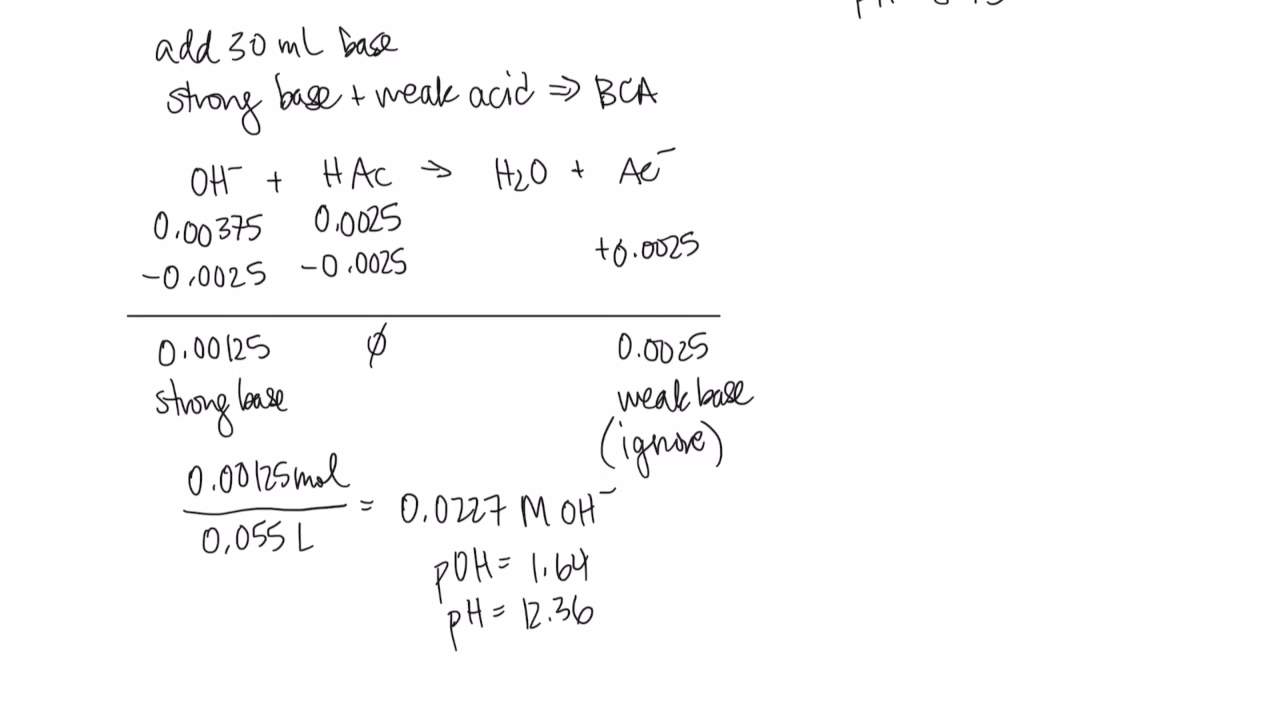 add 30 mL base
strong base + weak acid ⇒ BCA
OH⁻ + HAc → H₂O + Ac⁻
0.00375 0.0025
-0.0025 -0.0025 +0.0025
0.00125 ∅ 0.0025
strong base weak base
(ignore)
0.00125 mol
0.055 L
= 0.0227 M OH⁻
pOH = 1.64
pH = 12.36